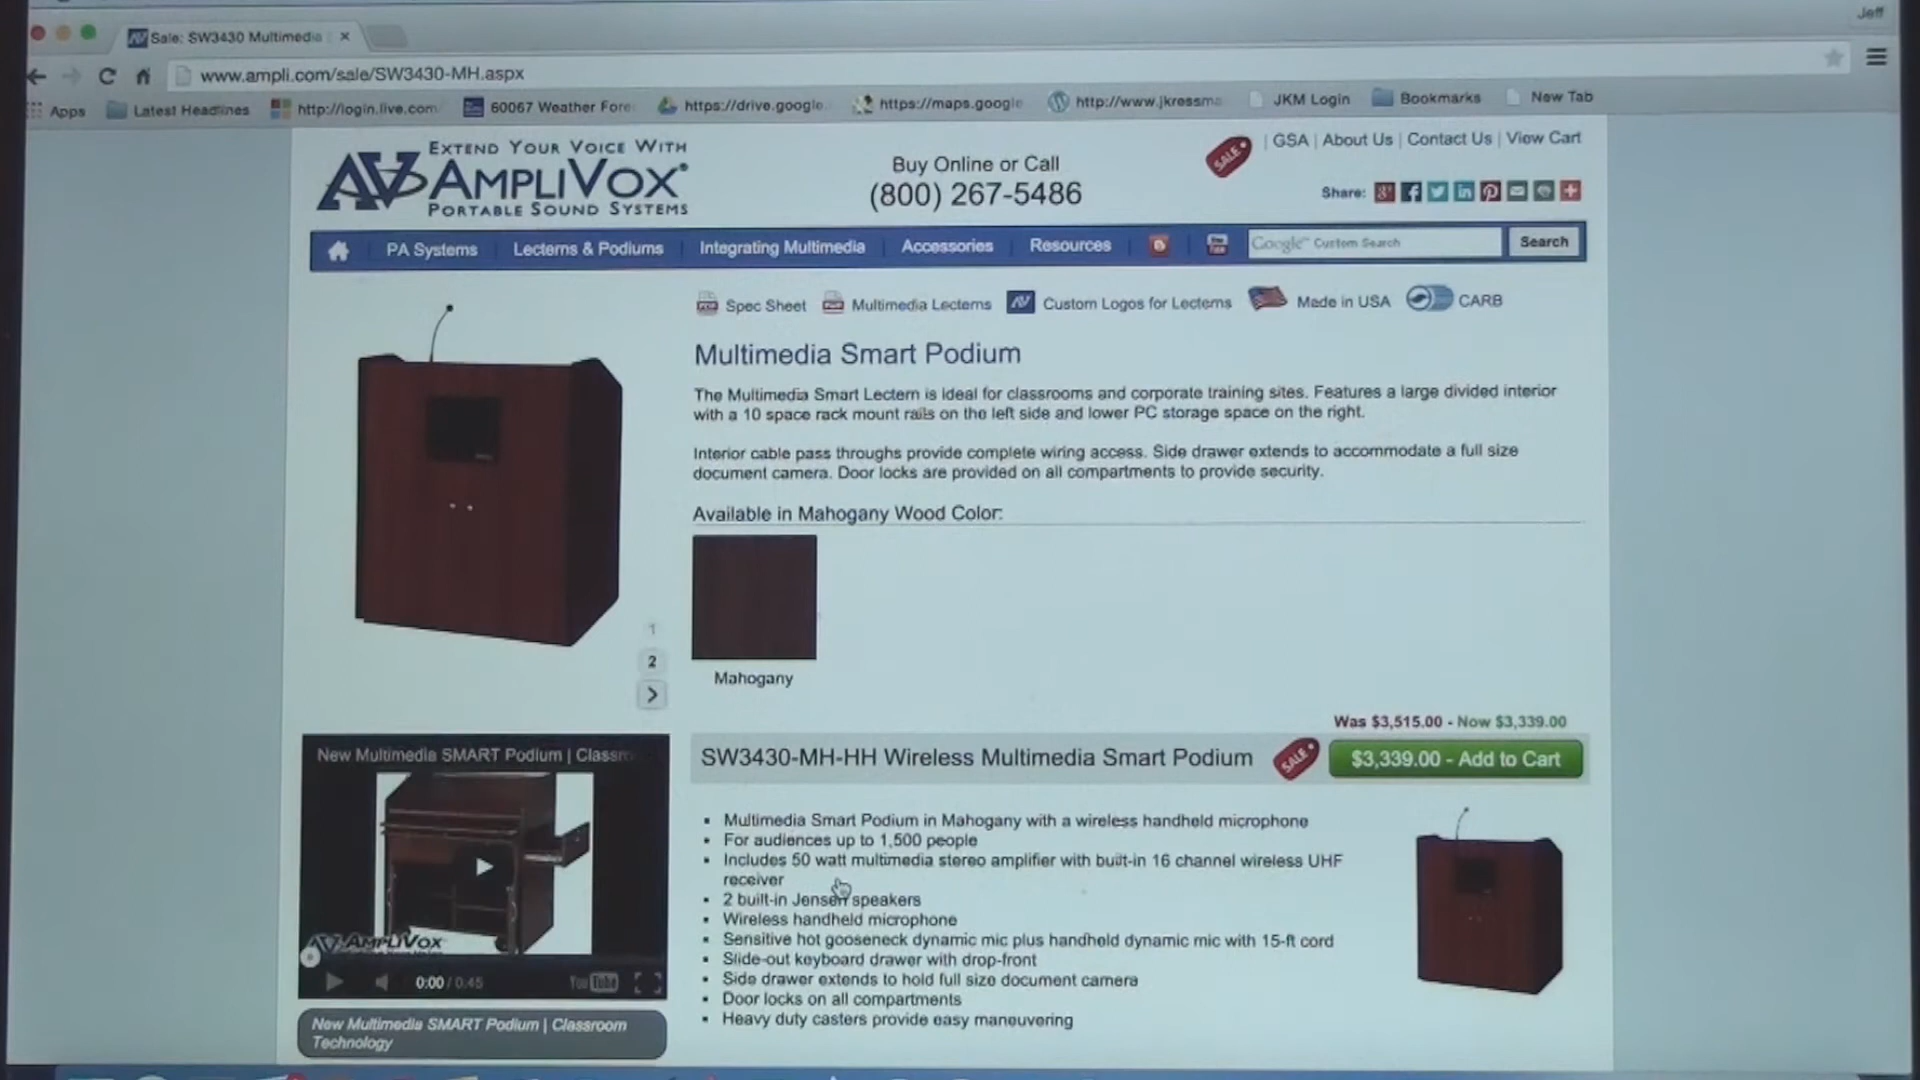 Jeff
Sale: SW3430 Multimedia
www.ampli.com/sale/SW3430-MH.aspx
Apps
Latest Headlines
http://login.live.com
60067 Weather Fore
https://drive.google
https://maps.google
http://www.jkressma
JKM Login
Bookmarks
New Tab
EXTEND YOUR VOICE WITH
AMPLIVOX®
PORTABLE SOUND SYSTEMS
Buy Online or Call
(800) 267-5486
SALE
| GSA | About Us | Contact Us | View Cart
Share:
PA Systems
Lecterns & Podiums
Integrating Multimedia
Accessories
Resources
Google™ Custom Search
Search
Spec Sheet
Multimedia Lecterns
Custom Logos for Lecterns
Made in USA
CARB
Multimedia Smart Podium
The Multimedia Smart Lectern is ideal for classrooms and corporate training sites. Features a large divided interior
with a 10 space rack mount rails on the left side and lower PC storage space on the right.
Interior cable pass throughs provide complete wiring access. Side drawer extends to accommodate a full size
document camera. Door locks are provided on all compartments to provide security.
Available in Mahogany Wood Color:
Mahogany
1
2
Was $3,515.00 - Now $3,339.00
SW3430-MH-HH Wireless Multimedia Smart Podium
SALE
$3,339.00 - Add to Cart
Multimedia Smart Podium in Mahogany with a wireless handheld microphone
For audiences up to 1,500 people
Includes 50 watt multimedia stereo amplifier with built-in 16 channel wireless UHF
receiver
2 built-in Jensen speakers
Wireless handheld microphone
Sensitive hot gooseneck dynamic mic plus handheld dynamic mic with 15-ft cord
Slide-out keyboard drawer with drop-front
Side drawer extends to hold full size document camera
Door locks on all compartments
Heavy duty casters provide easy maneuvering
New Multimedia SMART Podium | Classro
AMPLIVOX
0:00 / 0:45
YouTube
New Multimedia SMART Podium | Classroom
Technology